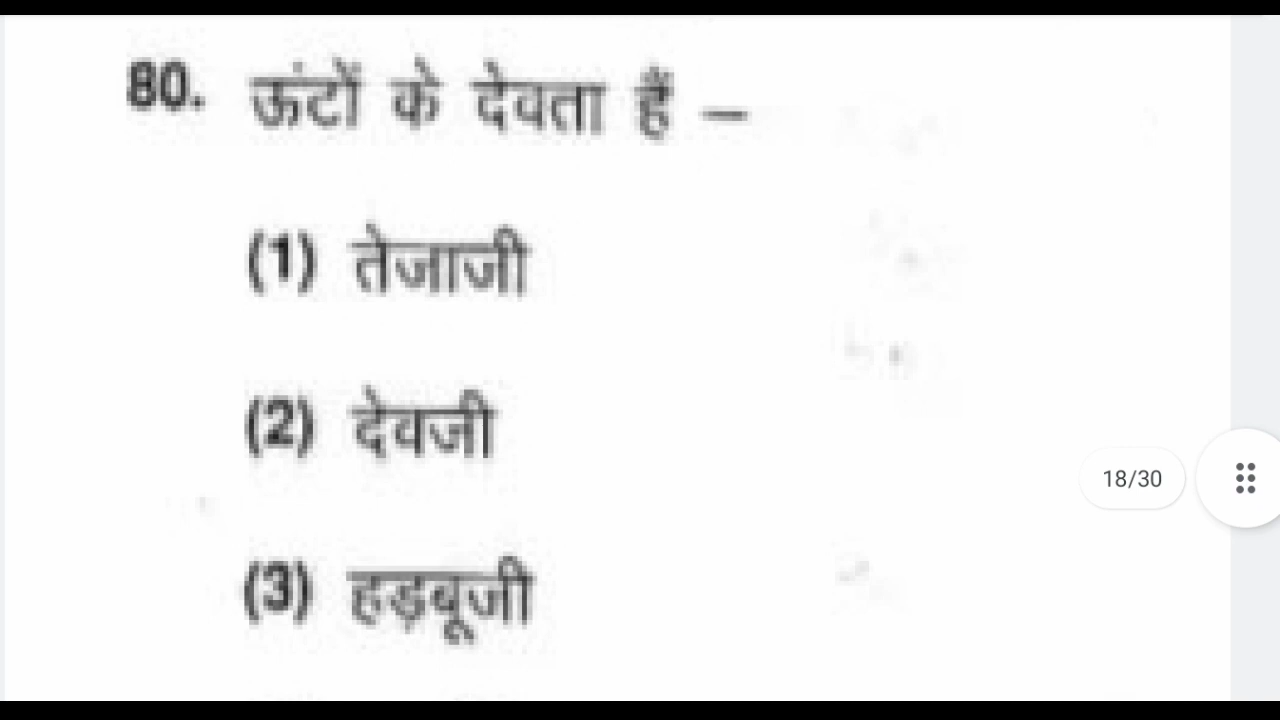 80. ऊंटों के देवता हैं –
(1) तेजाजी
(2) देवजी
18/30
(3) हड़बूजी